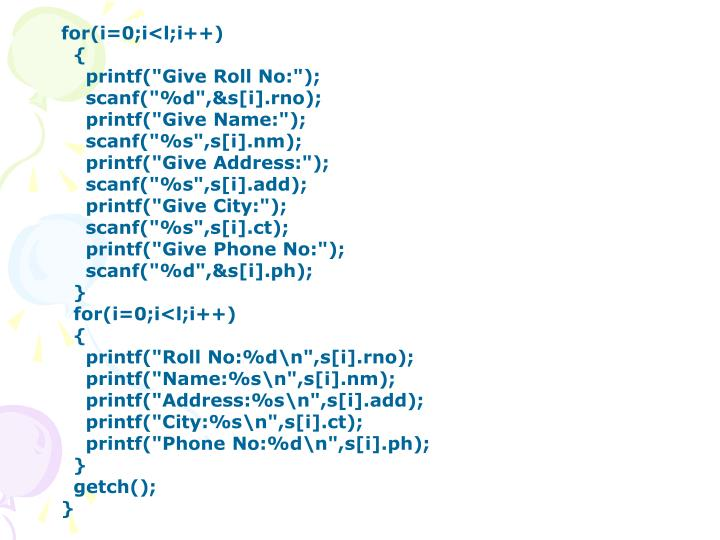 for(i=0;i<l;i++)
{
printf("Give Roll No:");
scanf("%d",&s[i].rno);
printf("Give Name:");
scanf("%s",s[i].nm);
printf("Give Address:");
scanf("%s",s[i].add);
printf("Give City:");
scanf("%s",s[i].ct);
printf("Give Phone No:");
scanf("%d",&s[i].ph);
}
for(i=0;i<l;i++)
{
printf("Roll No:%d\n",s[i].rno);
printf("Name:%s\n",s[i].nm);
printf("Address:%s\n",s[i].add);
printf("City:%s\n",s[i].ct);
printf("Phone No:%d\n",s[i].ph);
}
getch();
}